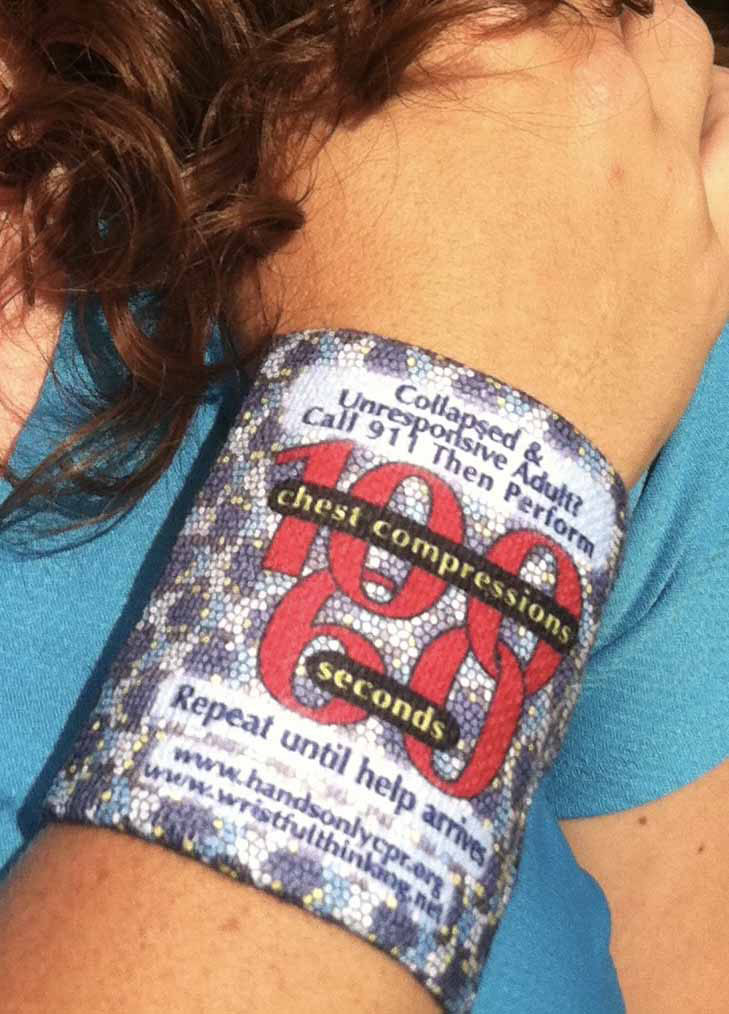 Collapsed &
Unresponsive Adult?
Call 911 Then Perform
100
chest compressions
60
seconds
Repeat until help arrives
www.handsonlycpr.org
www.wristfulthinking.net